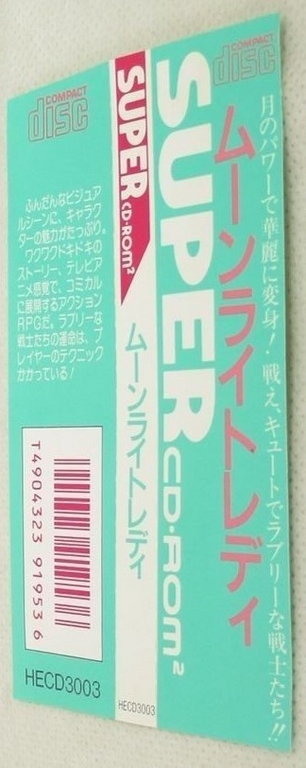 COMPACT
disc
ふんだんなビジュア
ルシーンに、キャラク
ターの魅力がたっぷり。
ワクワクドキドキの
ストーリー、テレビア
ニメ感覚で、コミカル
に展開するアクション
RPGだ。ラブリーな
戦士たちの運命は、プ
レイヤーのテクニック
にかかっている!
T4904323 91953 6
HECD3003
SUPER CD-ROM²
ムーンライトレディ
HECD3003
COMPACT
disc
SUPER CD-ROM²
ムーンライトレディ
月のパワーで華麗に変身! 戦え、キュートでラブリーな戦士たち!!